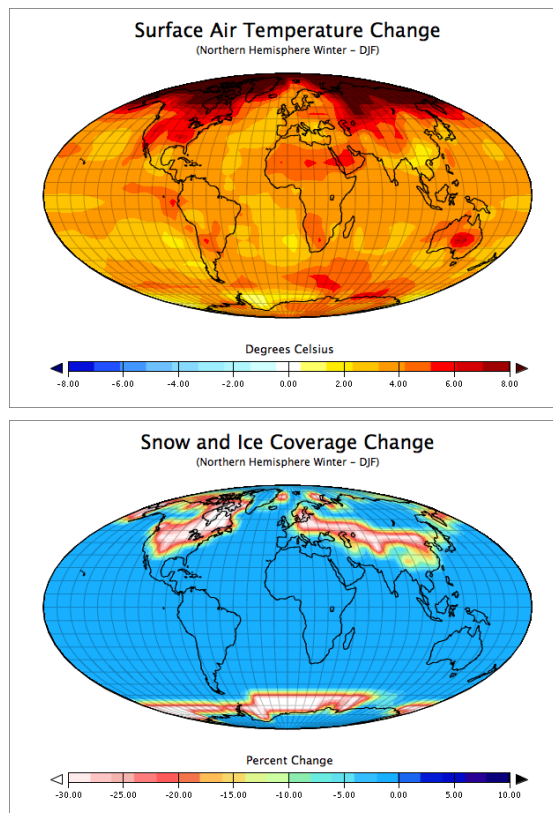 Surface Air Temperature Change
(Northern Hemisphere Winter – DJF)
Degrees Celsius
-8.00 -6.00 -4.00 -2.00 0.00 2.00 4.00 6.00 8.00
Snow and Ice Coverage Change
(Northern Hemisphere Winter – DJF)
Percent Change
-30.00 -25.00 -20.00 -15.00 -10.00 -5.00 0.00 5.00 10.00